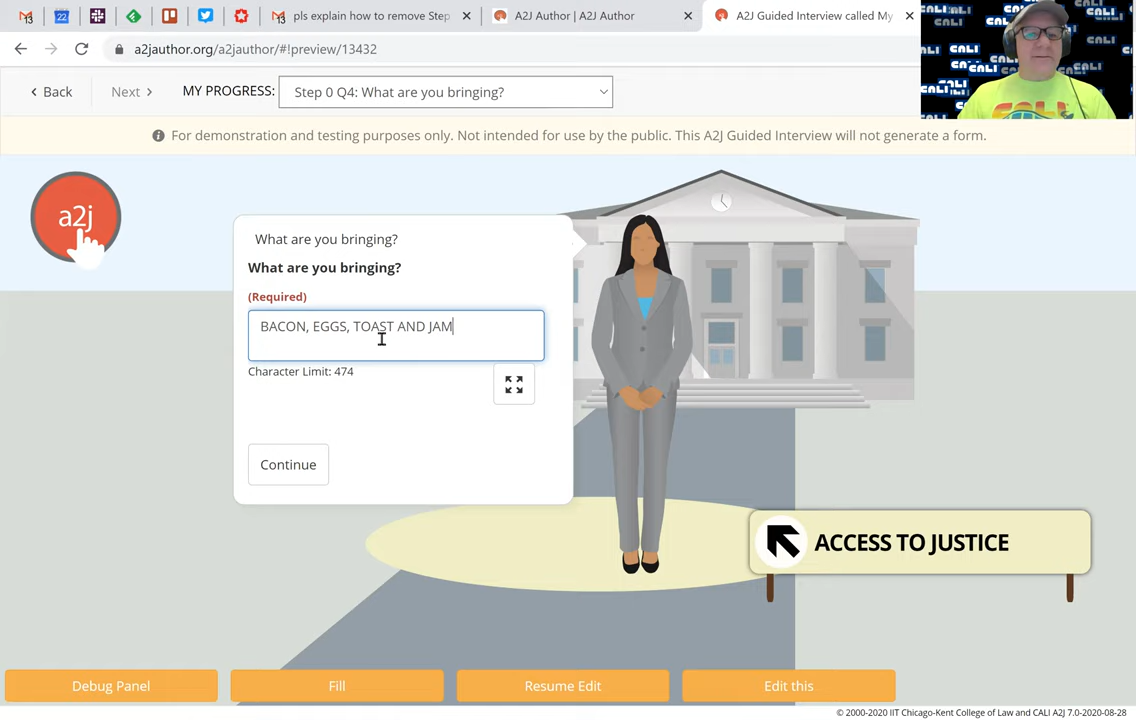 pls explain how to remove Step
A2J Author | A2J Author
A2J Guided Interview called My
a2jauthor.org/a2jauthor/#!preview/13432
Back
Next
MY PROGRESS:
Step 0 Q4: What are you bringing?
For demonstration and testing purposes only. Not intended for use by the public. This A2J Guided Interview will not generate a form.
a2j
What are you bringing?
What are you bringing?
(Required)
BACON, EGGS, TOAST AND JAM
Character Limit: 474
Continue
ACCESS TO JUSTICE
Debug Panel
Fill
Resume Edit
Edit this
© 2000-2020 IIT Chicago-Kent College of Law and CALI A2J 7.0-2020-08-28
22
CALI
CALI
CALI
CALI